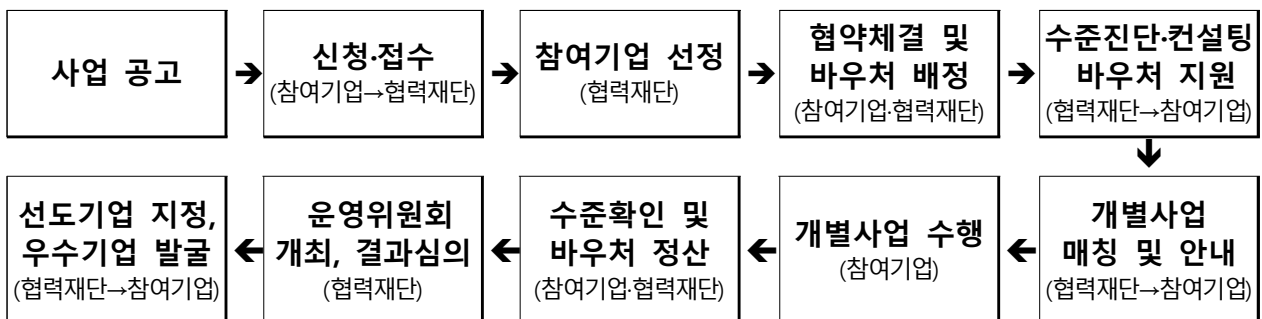 사업 공고
신청·접수
(참여기업→협력재단)
참여기업 선정
(협력재단)
협약체결 및
바우처 배정
(참여기업·협력재단)
수준진단·컨설팅
바우처 지원
(협력재단→참여기업)
개별사업
매칭 및 안내
(협력재단→참여기업)
개별사업 수행
(참여기업)
수준확인 및
바우처 정산
(참여기업·협력재단)
운영위원회
개최, 결과심의
(협력재단)
선도기업 지정,
우수기업 발굴
(협력재단→참여기업)